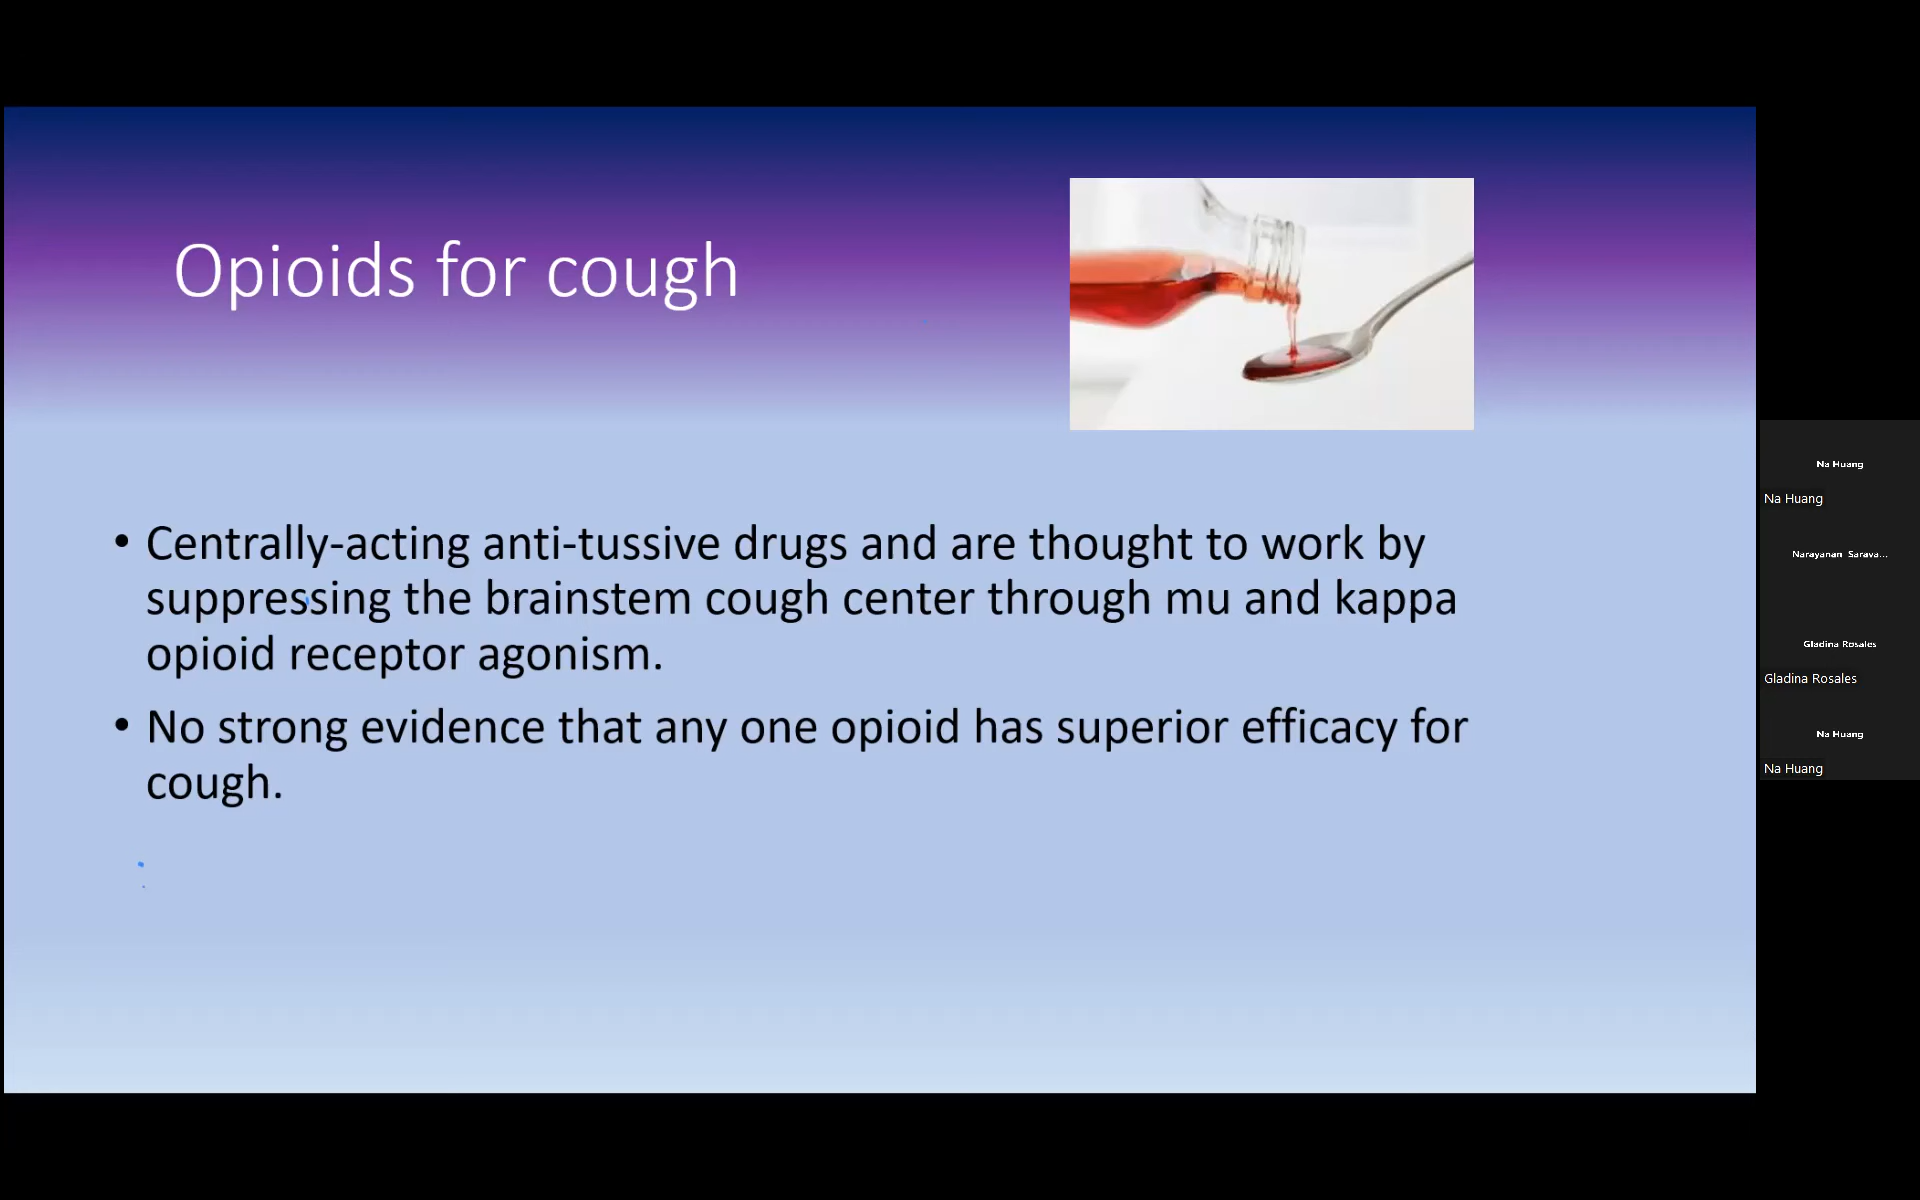 Opioids for cough
• Centrally-acting anti-tussive drugs and are thought to work by
suppressing the brainstem cough center through mu and kappa
opioid receptor agonism.
• No strong evidence that any one opioid has superior efficacy for
cough.
Na Huang
Na Huang
Narayanan Sarava...
Gladina Rosales
Gladina Rosales
Na Huang
Na Huang